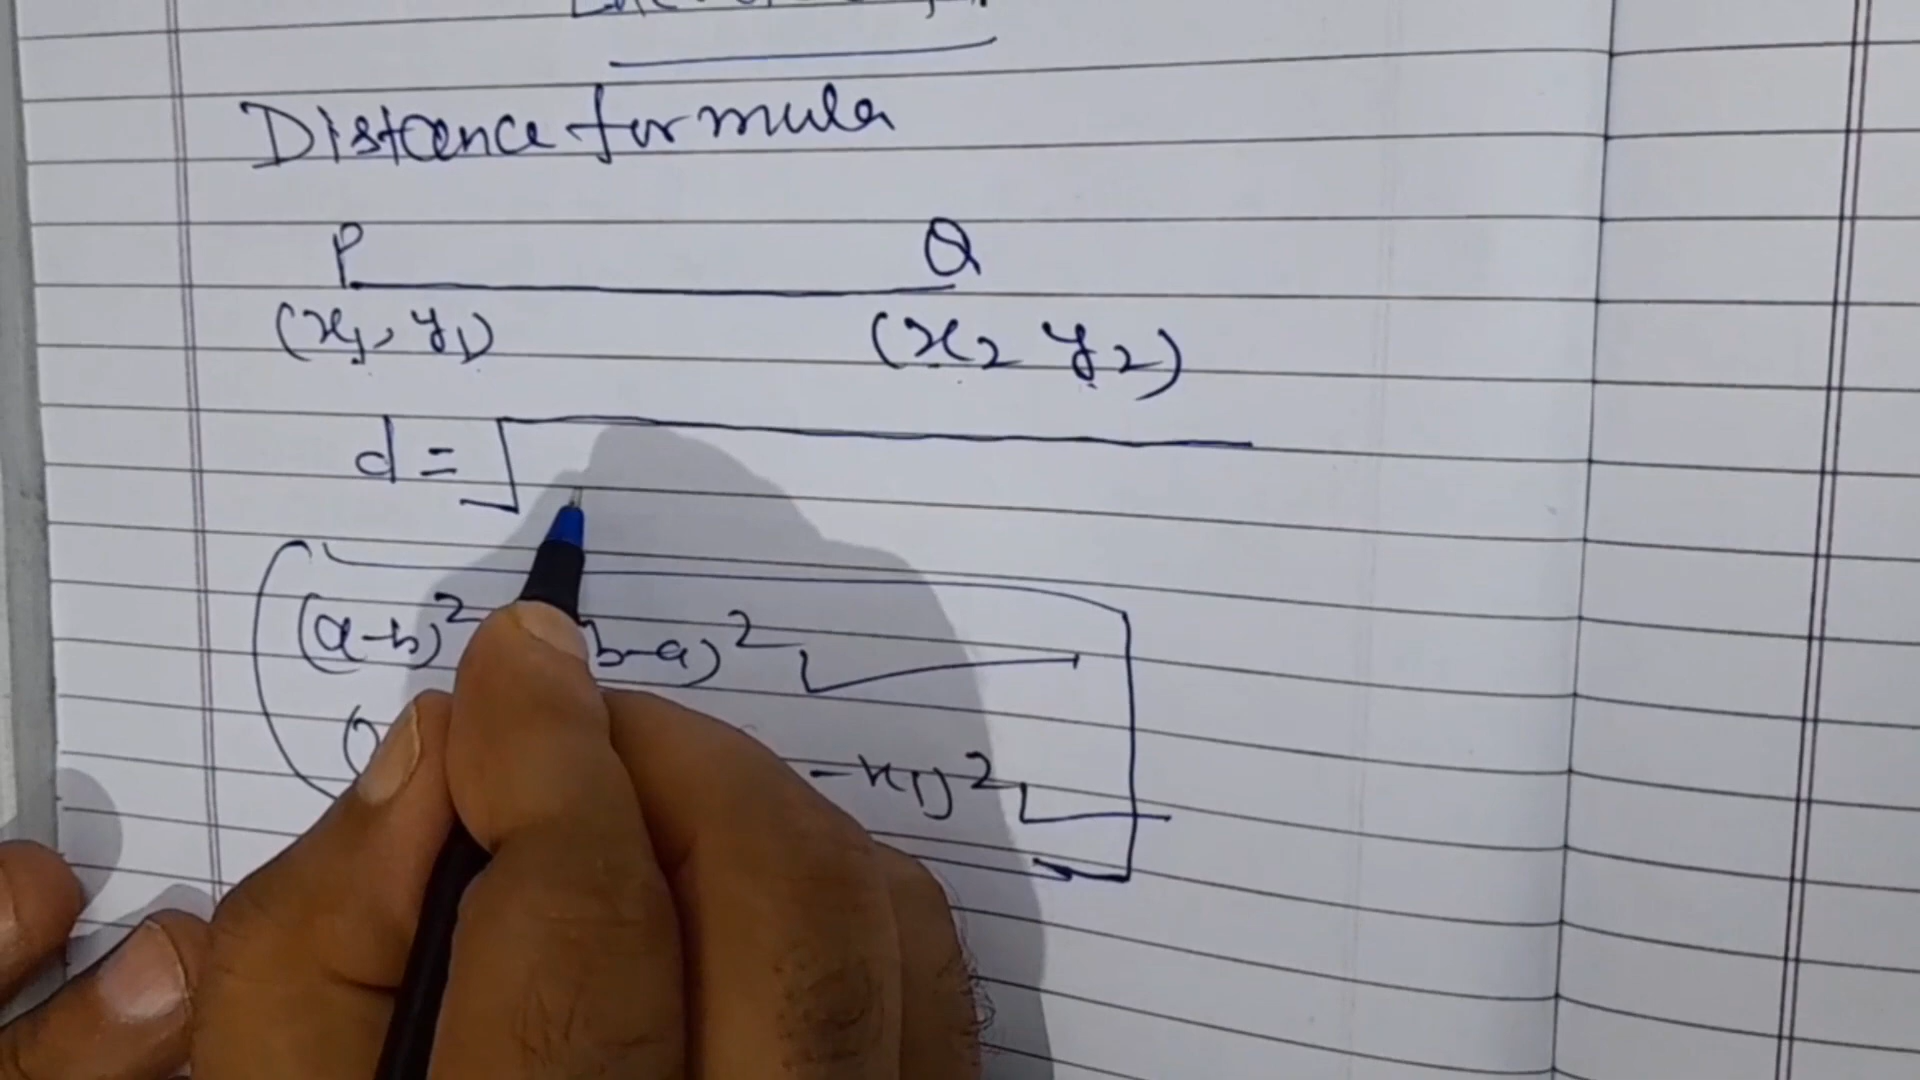 Distance formula
P Q
(x₁, y₁) (x₂ y₂)
d = √
(a-b)² b-a)²
-x₁)²